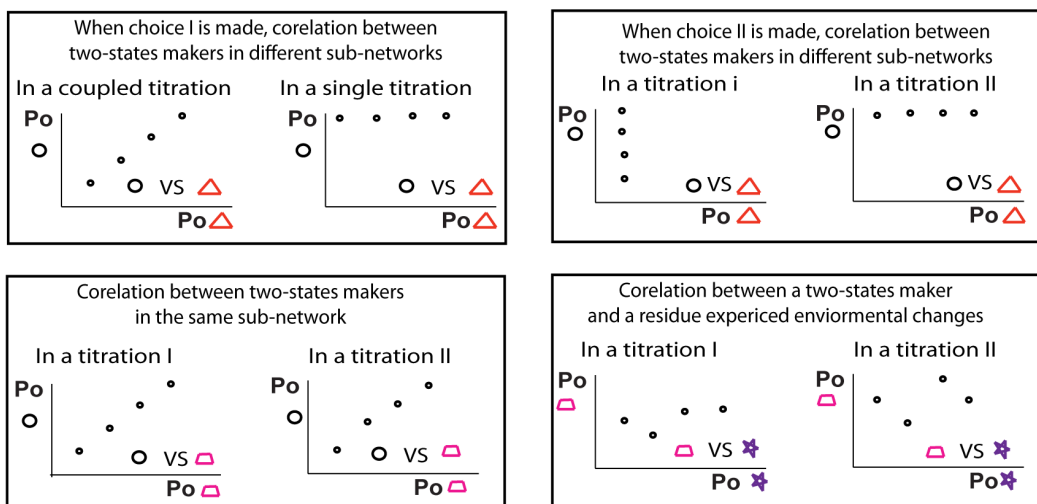 When choice I is made, corelation between
two-states makers in different sub-networks
In a coupled titration
In a single titration
Po
VS
Po
Po
VS
Po
When choice II is made, corelation between
two-states makers in different sub-networks
In a titration i
In a titration II
Po
VS
Po
Po
VS
Po
Corelation between two-states makers
in the same sub-network
In a titration I
In a titration II
Po
VS
Po
Po
VS
Po
Corelation between a two-states maker
and a residue expericed enviormental changes
In a titration I
In a titration II
Po
VS
Po
Po
VS
Po